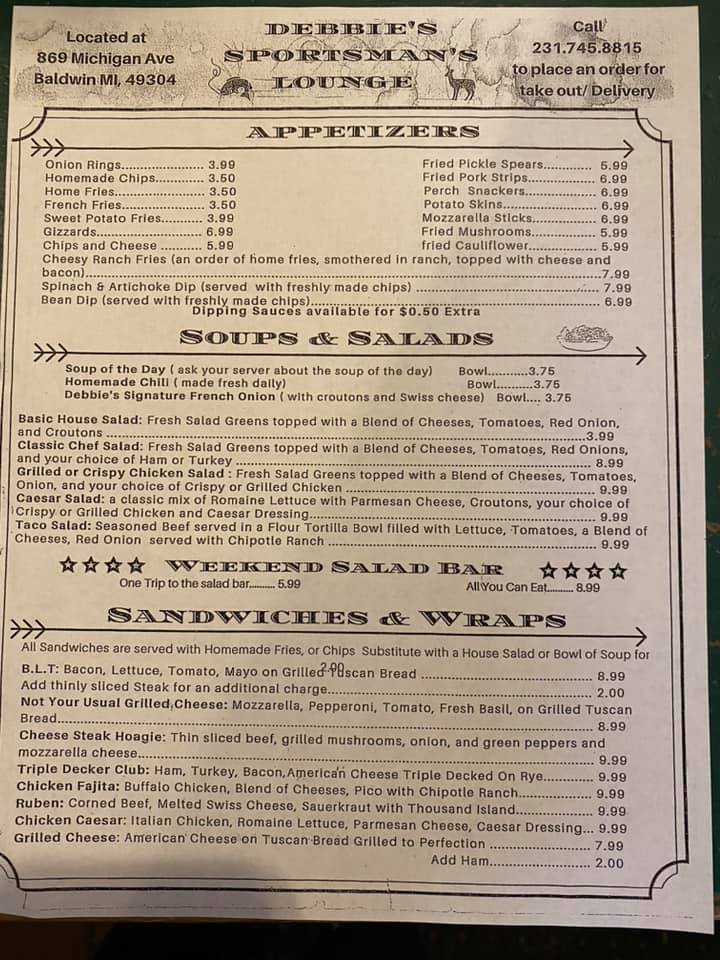 Located at
869 Michigan Ave
Baldwin MI, 49304
DEBBIE'S
SPORTSMAN'S
LOUNGE
Call
231.745.8815
to place an order for
take out/ Delivery
APPETIZERS
Onion Rings...................... 3.99
Homemade Chips............ 3.50
Home Fries....................... 3.50
French Fries..................... 3.50
Sweet Potato Fries.......... 3.99
Gizzards........................... 6.99
Chips and Cheese .......... 5.99
Fried Pickle Spears............ 5.99
Fried Pork Strips................ 6.99
Perch Snackers................. 6.99
Potato Skins....................... 6.99
Mozzarella Sticks............... 6.99
Fried Mushrooms............... 5.99
fried Cauliflower................ 5.99
Cheesy Ranch Fries (an order of home fries, smothered in ranch, topped with cheese and
bacon)....................................................................................................7.99
Spinach & Artichoke Dip (served with freshly made chips) .................................... 7.99
Bean Dip (served with freshly made chips)......................................................... 6.99
Dipping Sauces available for $0.50 Extra
SOUPS & SALADS
Soup of the Day ( ask your server about the soup of the day) Bowl...........3.75
Homemade Chili ( made fresh daily) Bowl..........3.75
Debbie's Signature French Onion ( with croutons and Swiss cheese) Bowl.... 3.75
Basic House Salad: Fresh Salad Greens topped with a Blend of Cheeses, Tomatoes, Red Onion,
and Croutons ..............................................................................................3.99
Classic Chef Salad: Fresh Salad Greens topped with a Blend of Cheeses, Tomatoes, Red Onions,
and your choice of Ham or Turkey ...................................................................... 8.99
Grilled or Crispy Chicken Salad : Fresh Salad Greens topped with a Blend of Cheeses, Tomatoes,
Onion, and your choice of Crispy or Grilled Chicken .................................................. 9.99
Caesar Salad: a classic mix of Romaine Lettuce with Parmesan Cheese, Croutons, your choice of
Crispy or Grilled Chicken and Caesar Dressing......................................................... 9.99
Taco Salad: Seasoned Beef served in a Flour Tortilla Bowl filled with Lettuce, Tomatoes, a Blend of
Cheeses, Red Onion served with Chipotle Ranch ...................................................... 9.99
WEEKEND SALAD BAR
One Trip to the salad bar.......... 5.99 All You Can Eat.......... 8.99
SANDWICHES & WRAPS
All Sandwiches are served with Homemade Fries, or Chips Substitute with a House Salad or Bowl of Soup for
2.00
B.L.T: Bacon, Lettuce, Tomato, Mayo on Grilled Tuscan Bread ................................... 8.99
Add thinly sliced Steak for an additional charge..................................................... 2.00
Not Your Usual Grilled Cheese: Mozzarella, Pepperoni, Tomato, Fresh Basil, on Grilled Tuscan
Bread......................................................................................................... 8.99
Cheese Steak Hoagie: Thin sliced beef, grilled mushrooms, onion, and green peppers and
mozzarella cheese......................................................................................... 9.99
Triple Decker Club: Ham, Turkey, Bacon,American Cheese Triple Decked On Rye............ 9.99
Chicken Fajita: Buffalo Chicken, Blend of Cheeses, Pico with Chipotle Ranch................. 9.99
Ruben: Corned Beef, Melted Swiss Cheese, Sauerkraut with Thousand Island................. 9.99
Chicken Caesar: Italian Chicken, Romaine Lettuce, Parmesan Cheese, Caesar Dressing... 9.99
Grilled Cheese: American Cheese on Tuscan Bread Grilled to Perfection ........................ 7.99
Add Ham......................... 2.00